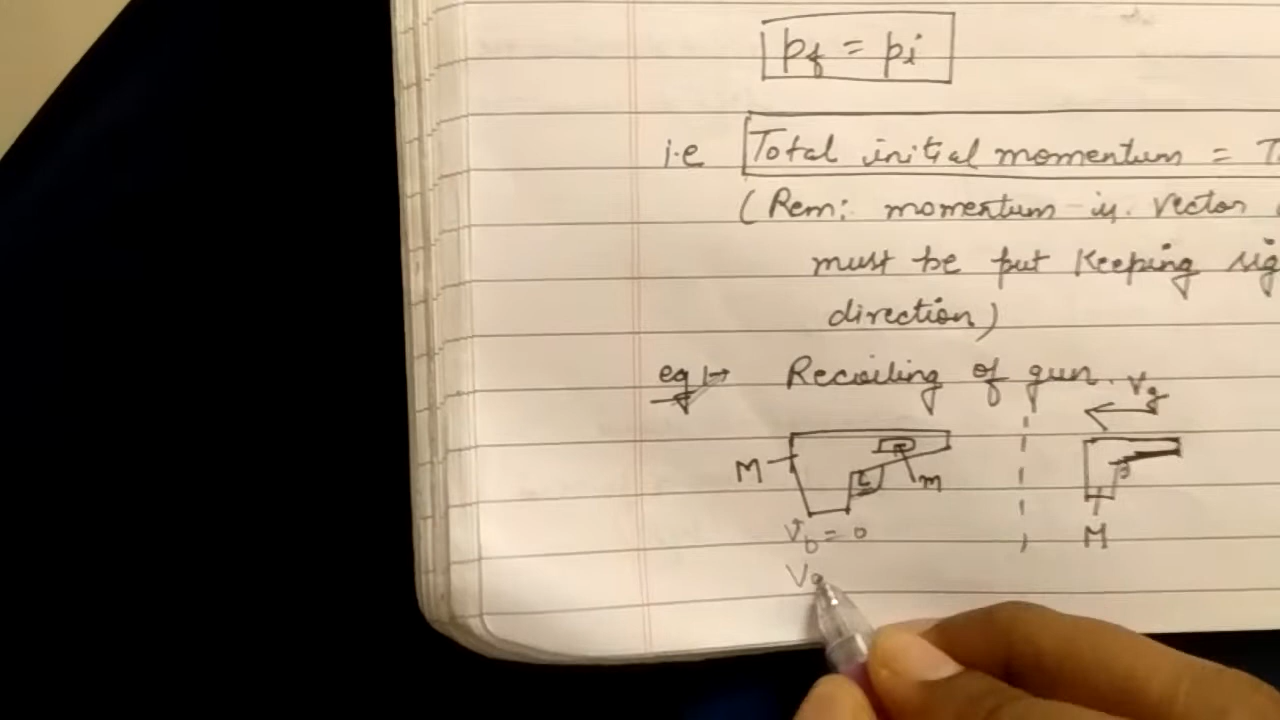 pf = pi
i.e Total initial momentum =
(Rem: momentum is vector
must be put keeping
direction)
eg 1→ Recoiling of gun.
Vg
M m
M
Vb = 0